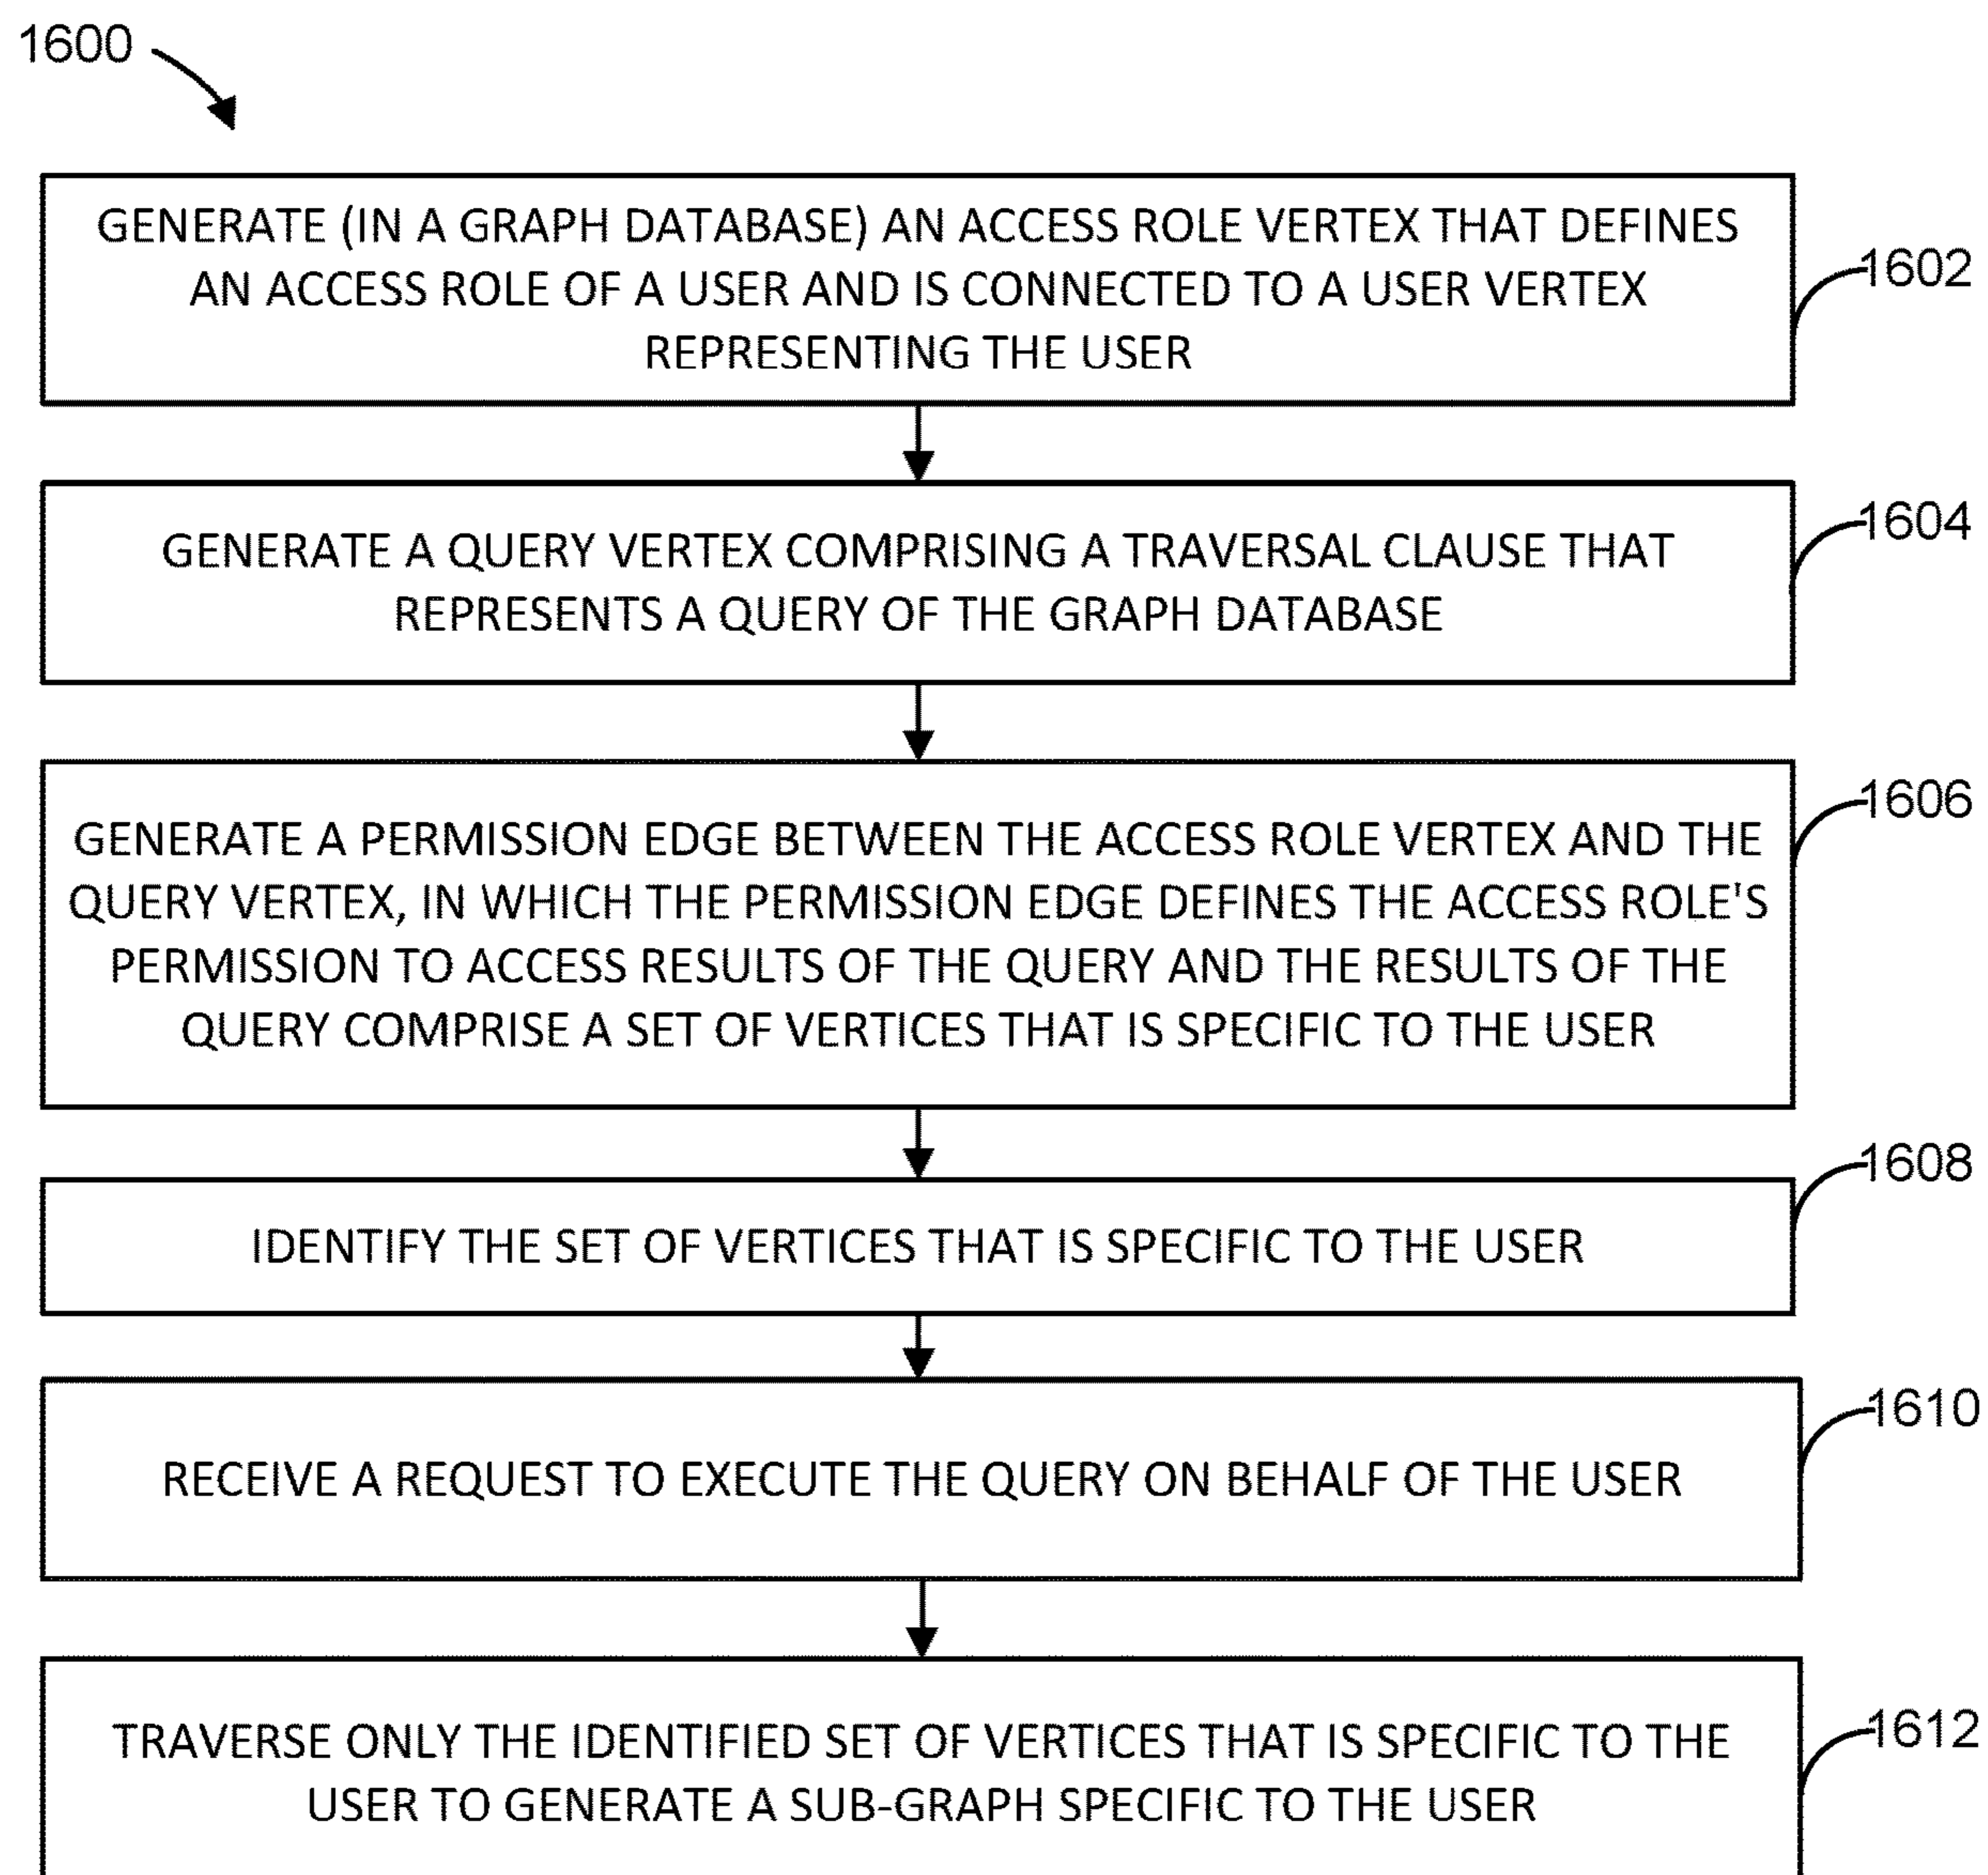 1600
GENERATE (IN A GRAPH DATABASE) AN ACCESS ROLE VERTEX THAT DEFINES
AN ACCESS ROLE OF A USER AND IS CONNECTED TO A USER VERTEX
REPRESENTING THE USER
1602
GENERATE A QUERY VERTEX COMPRISING A TRAVERSAL CLAUSE THAT
REPRESENTS A QUERY OF THE GRAPH DATABASE
1604
GENERATE A PERMISSION EDGE BETWEEN THE ACCESS ROLE VERTEX AND THE
QUERY VERTEX, IN WHICH THE PERMISSION EDGE DEFINES THE ACCESS ROLE'S
PERMISSION TO ACCESS RESULTS OF THE QUERY AND THE RESULTS OF THE
QUERY COMPRISE A SET OF VERTICES THAT IS SPECIFIC TO THE USER
1606
IDENTIFY THE SET OF VERTICES THAT IS SPECIFIC TO THE USER
1608
RECEIVE A REQUEST TO EXECUTE THE QUERY ON BEHALF OF THE USER
1610
TRAVERSE ONLY THE IDENTIFIED SET OF VERTICES THAT IS SPECIFIC TO THE
USER TO GENERATE A SUB-GRAPH SPECIFIC TO THE USER
1612